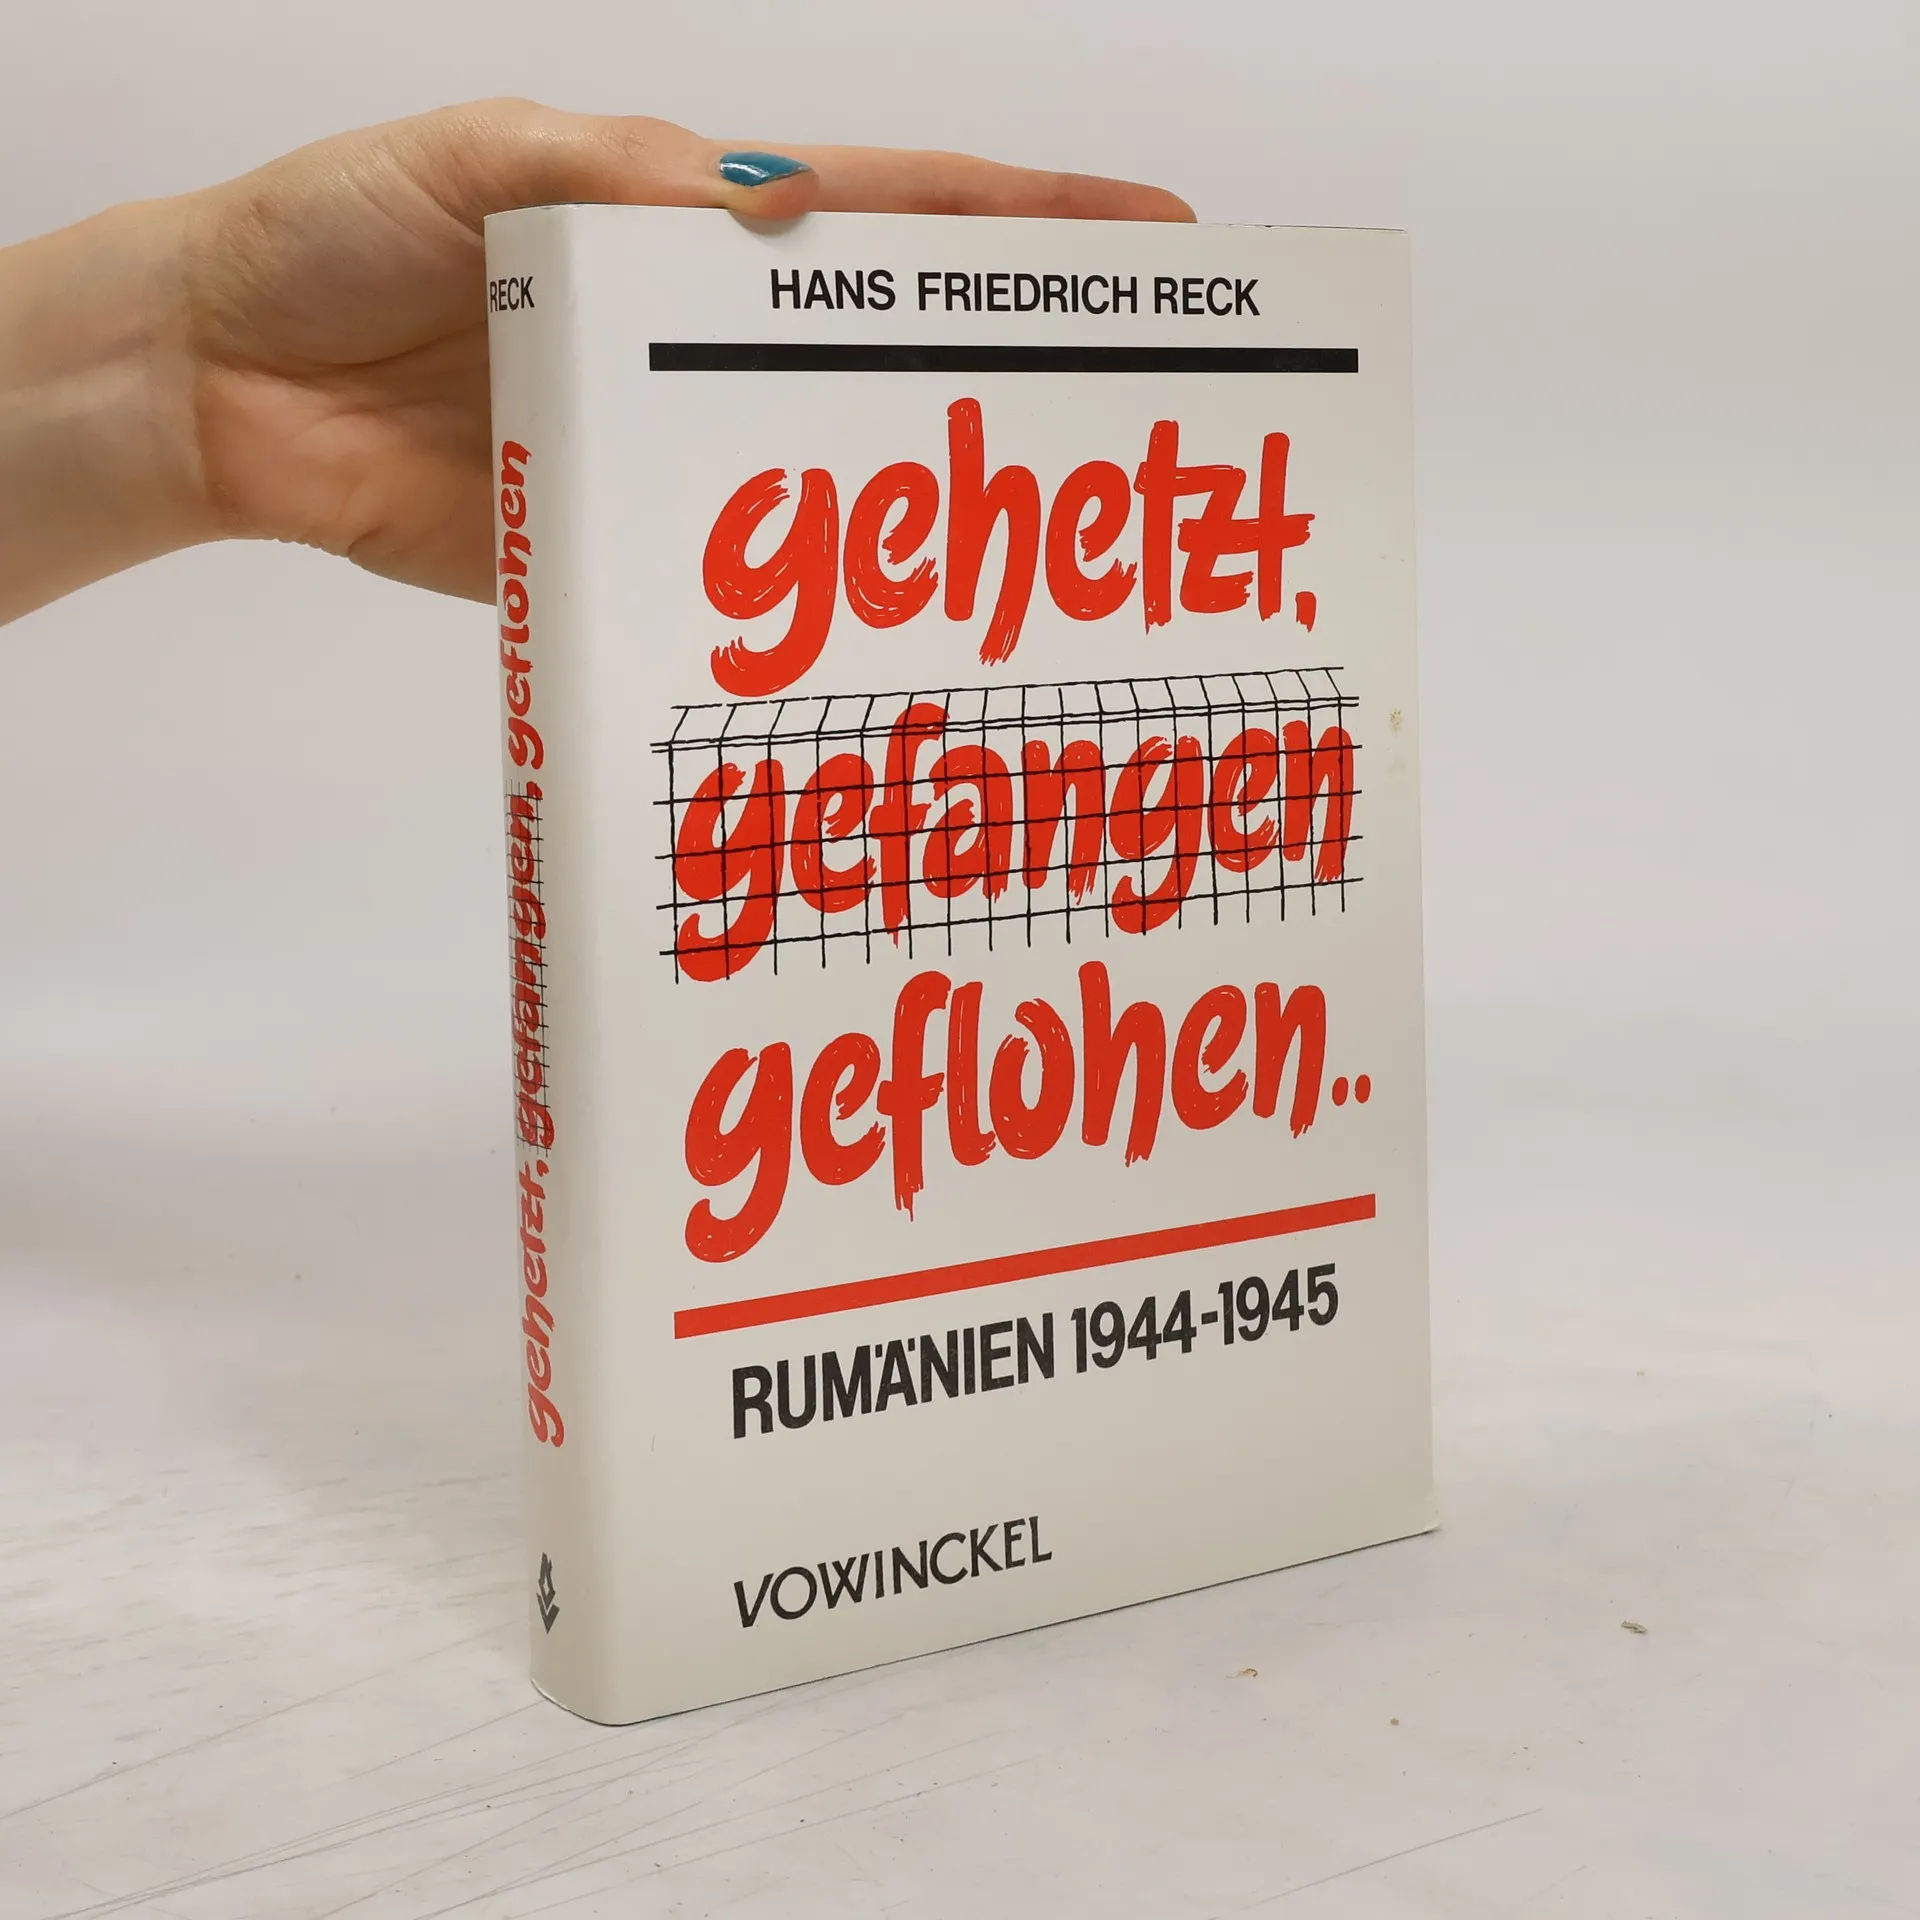 RECK
gehetzt, gefangen, geflohen
HANS FRIEDRICH RECK
gehetzt,
gefangen
geflohen..
RUMÄNIEN 1944-1945
VOWINCKEL